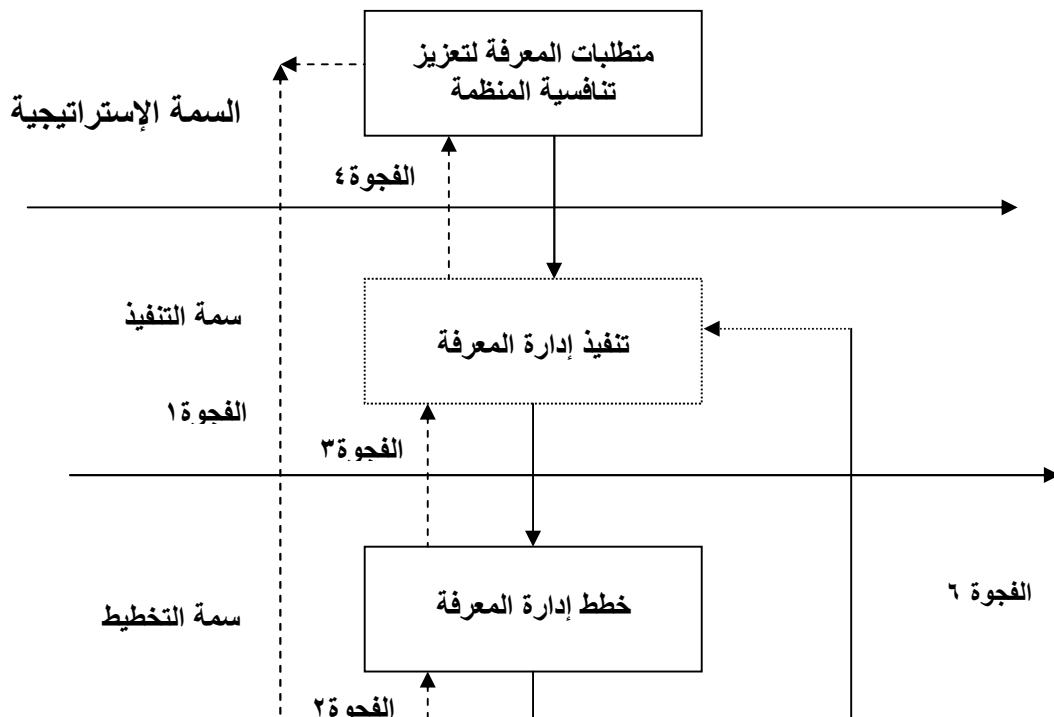 متطلبات المعرفة لتعزيز
تنافسية المنظمة
السمة الإستراتيجية
الفجوة٤
سمة التنفيذ
تنفيذ إدارة المعرفة
الفجوة١
الفجوة٣
خطط إدارة المعرفة
الفجوة ٦
سمة التخطيط
الفجوة٢